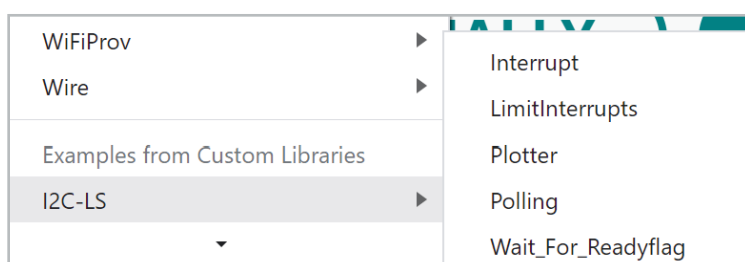 WiFiProv
Wire
Examples from Custom Libraries
I2C-LS
Interrupt
LimitInterrupts
Plotter
Polling
Wait_For_Readyflag